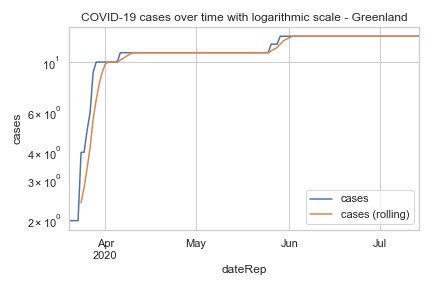 COVID-19 cases over time with logarithmic scale - Greenland
cases
10¹
6 × 10⁰
4 × 10⁰
3 × 10⁰
2 × 10⁰
Apr
2020
May
Jun
Jul
dateRep
cases
cases (rolling)